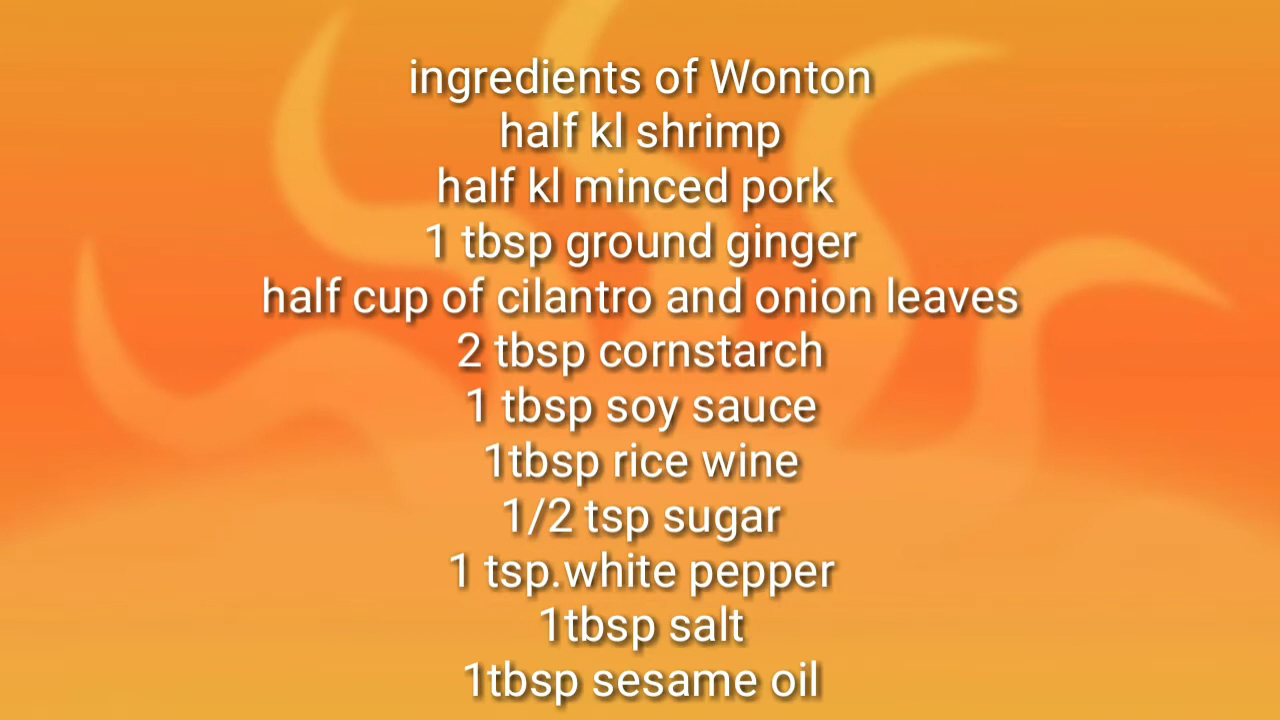 ingredients of Wonton
half kl shrimp
half kl minced pork
1 tbsp ground ginger
half cup of cilantro and onion leaves
2 tbsp cornstarch
1 tbsp soy sauce
1tbsp rice wine
1/2 tsp sugar
1 tsp.white pepper
1tbsp salt
1tbsp sesame oil